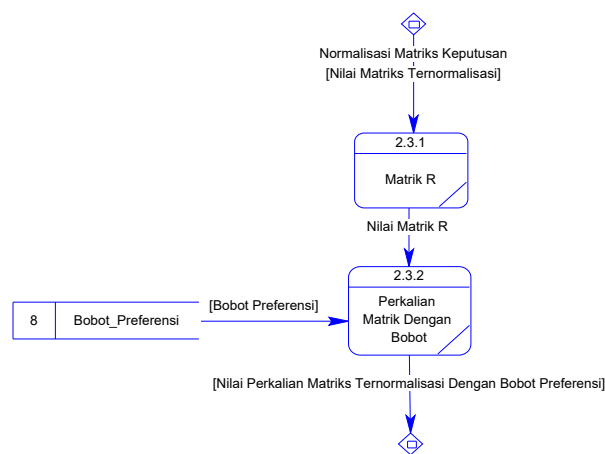 Normalisasi Matriks Keputusan
[Nilai Matriks Ternormalisasi]
2.3.1
Matrik R
Nilai Matrik R
2.3.2
Perkalian
Matrik Dengan
Bobot
[Bobot Preferensi]
8 Bobot_Preferensi
[Nilai Perkalian Matriks Ternormalisasi Dengan Bobot Preferensi]